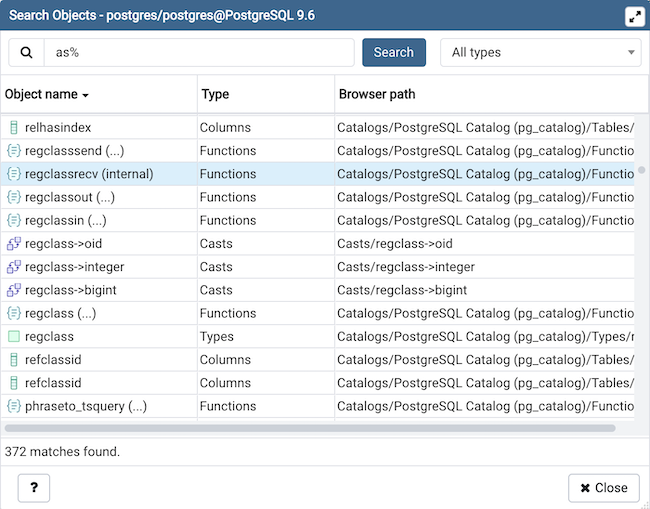 Search Objects - postgres/postgres@PostgreSQL 9.6
as% Search All types
Object name Type Browser path
relhasindex Columns Catalogs/PostgreSQL Catalog (pg_catalog)/Tables/
regclasssend (...) Functions Catalogs/PostgreSQL Catalog (pg_catalog)/Functio
regclassrecv (internal) Functions Catalogs/PostgreSQL Catalog (pg_catalog)/Functio
regclassout (...) Functions Catalogs/PostgreSQL Catalog (pg_catalog)/Functio
regclassin (...) Functions Catalogs/PostgreSQL Catalog (pg_catalog)/Functio
regclass->oid Casts Casts/regclass->oid
regclass->integer Casts Casts/regclass->integer
regclass->bigint Casts Casts/regclass->bigint
regclass (...) Functions Catalogs/PostgreSQL Catalog (pg_catalog)/Functio
regclass Types Catalogs/PostgreSQL Catalog (pg_catalog)/Types/r
refclassid Columns Catalogs/PostgreSQL Catalog (pg_catalog)/Tables/
refclassid Columns Catalogs/PostgreSQL Catalog (pg_catalog)/Tables/
phraseto_tsquery (...) Functions Catalogs/PostgreSQL Catalog (pg_catalog)/Functio
372 matches found.
? Close